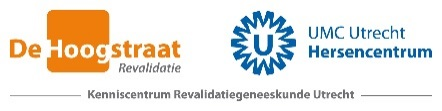 De Hoogstraat
Revalidatie
UMC Utrecht
Hersencentrum
Kenniscentrum Revalidatiegeneeskunde Utrecht